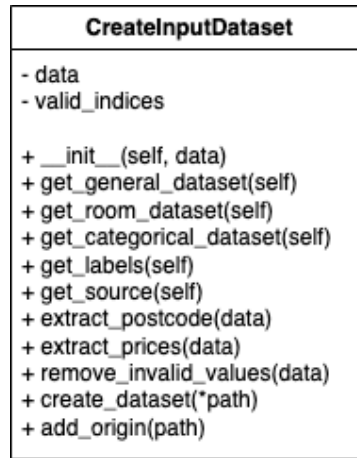 CreateInputDataset
- data
- valid_indices
+ __init__(self, data)
+ get_general_dataset(self)
+ get_room_dataset(self)
+ get_categorical_dataset(self)
+ get_labels(self)
+ get_source(self)
+ extract_postcode(data)
+ extract_prices(data)
+ remove_invalid_values(data)
+ create_dataset(*path)
+ add_origin(path)